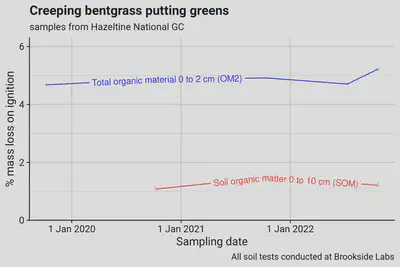 Creeping bentgrass putting greens
samples from Hazeltine National GC
6
Total organic material 0 to 2 cm (OM2)
4
% mass loss on ignition
2
Soil organic matter 0 to 10 cm (SOM)
0
1 Jan 2020
1 Jan 2021
1 Jan 2022
Sampling date
All soil tests conducted at Brookside Labs